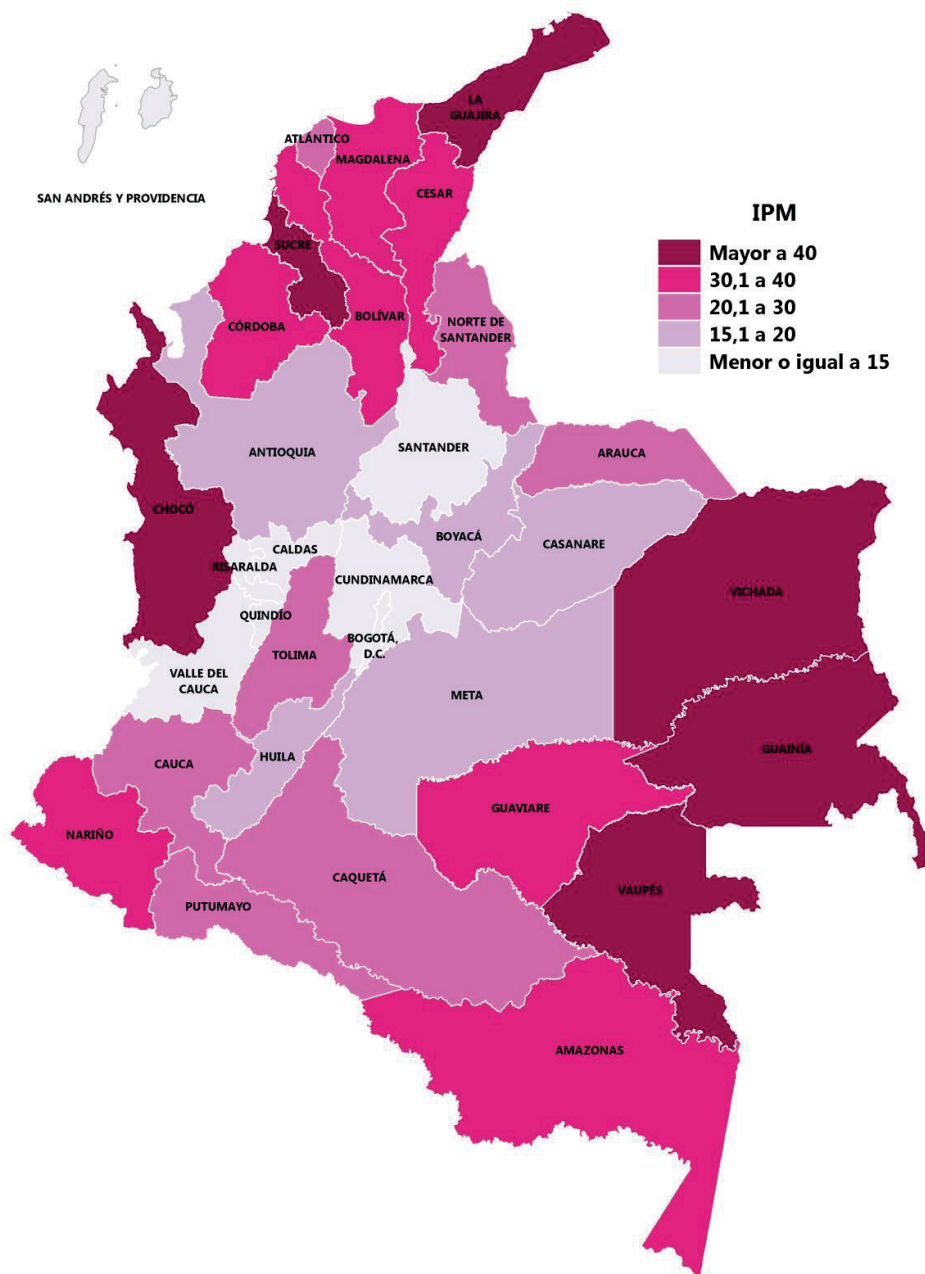 LA
GUAJIRA
ATLÁNTICO
MAGDALENA
CESAR
SAN ANDRÉS Y PROVIDENCIA
IPM
Mayor a 40
30,1 a 40
20,1 a 30
15,1 a 20
Menor o igual a 15
SUCRE
BOLÍVAR
CÓRDOBA
NORTE DE
SANTANDER
ANTIOQUIA
SANTANDER
ARAUCA
CHOCÓ
BOYACÁ
CASANARE
CALDAS
RISARALDA
CUNDINAMARCA
VICHADA
QUINDÍO
BOGOTÁ,
D.C.
TOLIMA
VALLE DEL
CAUCA
META
GUAINÍA
HUILA
CAUCA
GUAVIARE
NARIÑO
CAQUETÁ
VAUPÉS
PUTUMAYO
AMAZONAS